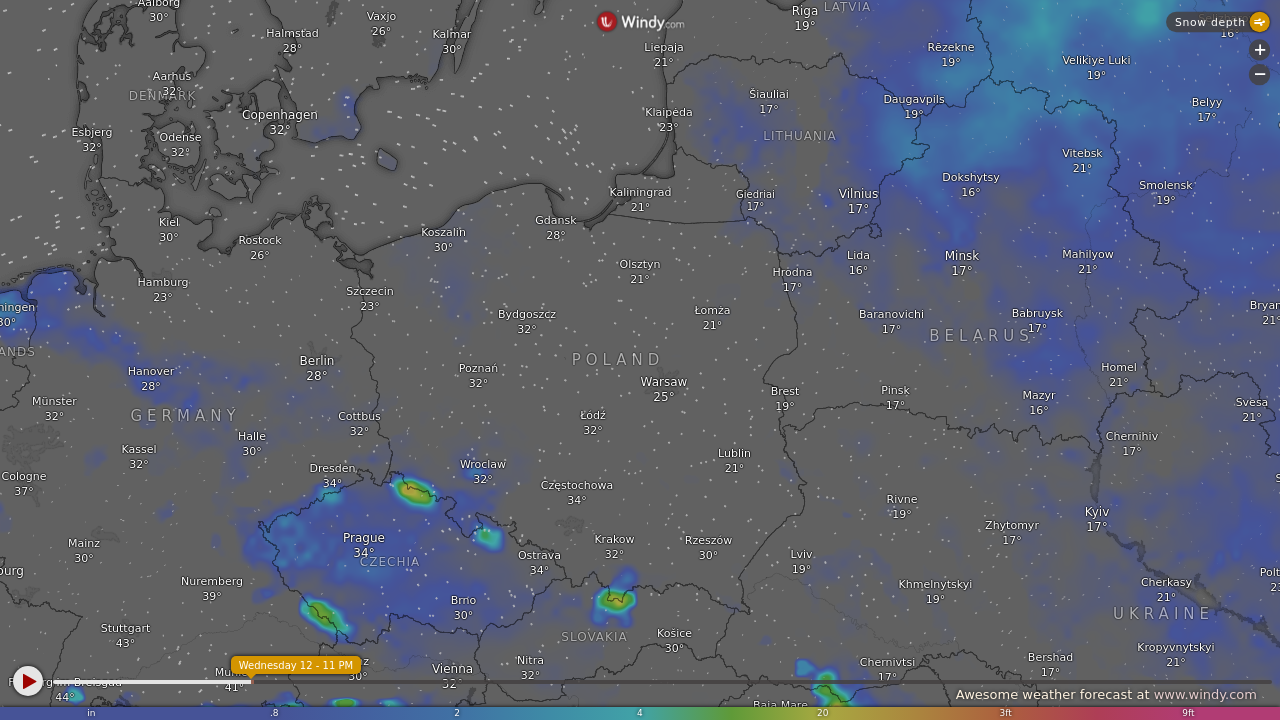 Aalborg
30°
Vaxjo
26°
Halmstad
28°
Kalmar
30°
Windy.com
Riga
19°
LATVIA
Snow depth
16°
Liepaja
21°
Rēzekne
19°
Velikiye Luki
19°
+
−
Aarhus
32°
DENMARK
Copenhagen
32°
Klaipėda
23°
Šiauliai
17°
Daugavpils
19°
Belyy
17°
Esbjerg
32°
Odense
32°
LITHUANIA
Vitebsk
21°
Dokshytsy
16°
Smolensk
19°
Kaliningrad
21°
Giedriai
17°
Vilnius
17°
Kiel
30°
Rostock
26°
Koszalin
30°
Gdansk
28°
Olsztyn
21°
Hrodna
17°
Lida
16°
Minsk
17°
Mahilyow
21°
Hamburg
23°
Szczecin
23°
Bydgoszcz
32°
Łomża
21°
Baranovichi
17°
Babruysk
17°
BELARUS
ningen
30°
ANDS
Bryan
21°
Hanover
28°
Berlin
28°
Poznań
32°
POLAND
Warsaw
25°
Brest
19°
Pinsk
17°
Homel
21°
Mazyr
16°
Svesa
21°
Münster
32°
GERMANY
Cottbus
32°
Łódź
32°
Halle
30°
Kassel
32°
Chernihiv
17°
Lublin
21°
Dresden
34°
Wroclaw
32°
Cologne
37°
Częstochowa
34°
Rivne
19°
Kyiv
17°
Zhytomyr
17°
Mainz
30°
Prague
34°
CZECHIA
Ostrava
34°
Krakow
32°
Rzeszow
30°
Lviv
19°
Khmelnytskyi
19°
Cherkasy
21°
Polt
23
burg
Nuremberg
39°
Brno
30°
UKRAINE
Stuttgart
43°
SLOVAKIA
Košice
30°
Kropyvnytskyi
21°
Wednesday 12 - 11 PM
z
30°
Vienna
32°
Nitra
32°
Chernivtsi
17°
Bershad
17°
41°
44°
Awesome weather forecast at www.windy.com
Baia Mare
in .8 2 4 20 3ft 9ft